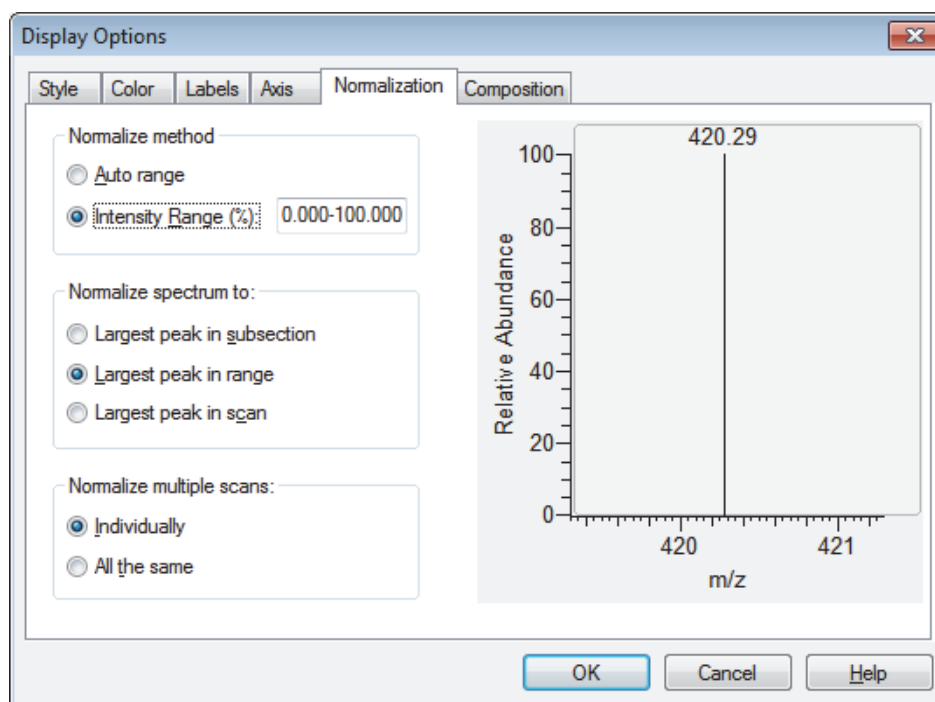 Display Options
Style Color Labels Axis Normalization Composition
Normalize method
Auto range
Intensity Range (%): 0.000-100.000
Normalize spectrum to:
Largest peak in subsection
Largest peak in range
Largest peak in scan
Normalize multiple scans:
Individually
All the same
420.29
100
80
60
40
20
0
Relative Abundance
420 421
m/z
OK Cancel Help